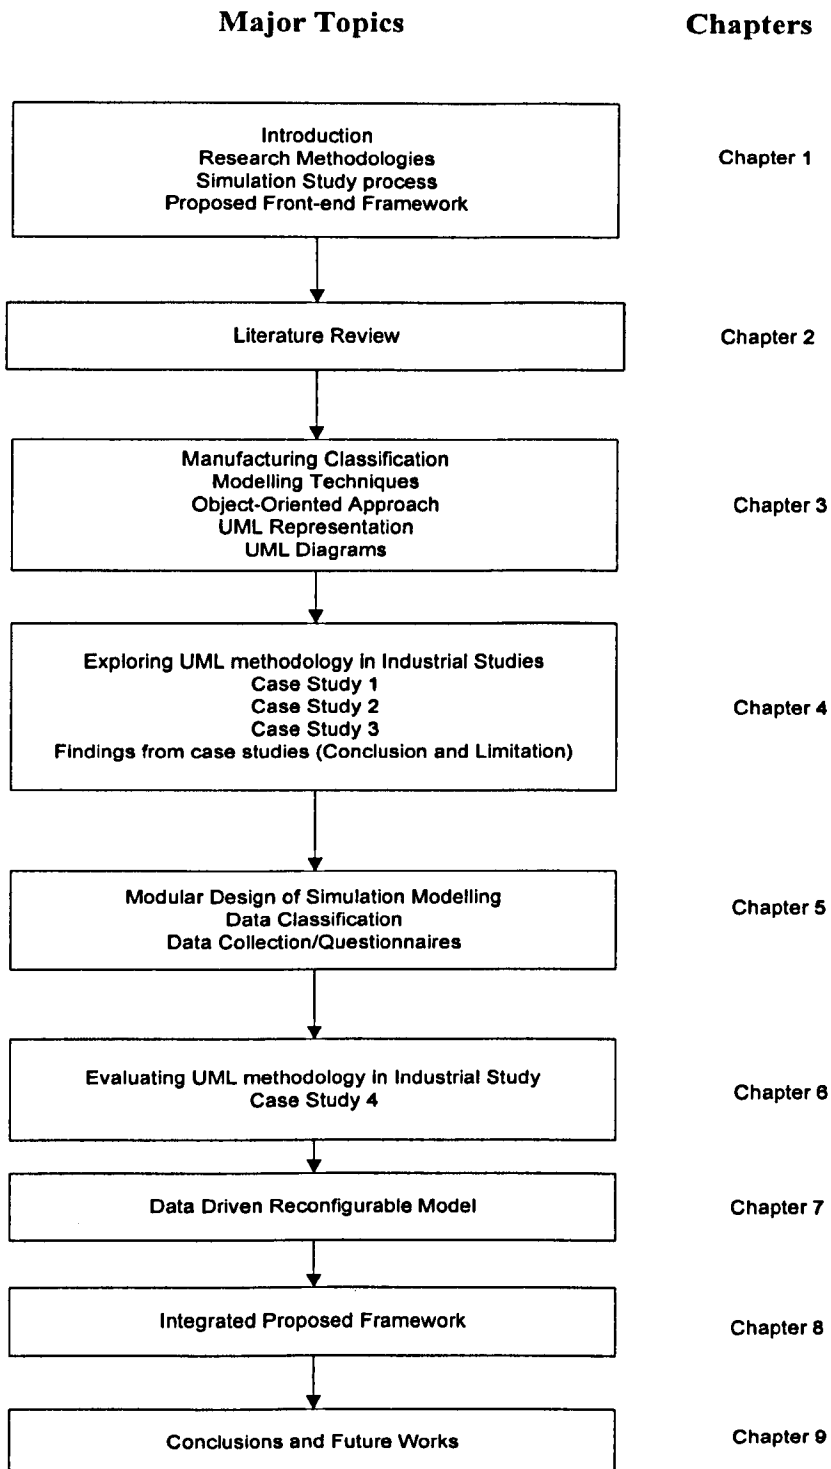 Major Topics
Chapters
Introduction
Research Methodologies
Simulation Study process
Proposed Front-end Framework
Chapter 1
Literature Review
Chapter 2
Manufacturing Classification
Modelling Techniques
Object-Oriented Approach
UML Representation
UML Diagrams
Chapter 3
Exploring UML methodology in Industrial Studies
Case Study 1
Case Study 2
Case Study 3
Findings from case studies (Conclusion and Limitation)
Chapter 4
Modular Design of Simulation Modelling
Data Classification
Data Collection/Questionnaires
Chapter 5
Evaluating UML methodology in Industrial Study
Case Study 4
Chapter 6
Data Driven Reconfigurable Model
Chapter 7
Integrated Proposed Framework
Chapter 8
Conclusions and Future Works
Chapter 9